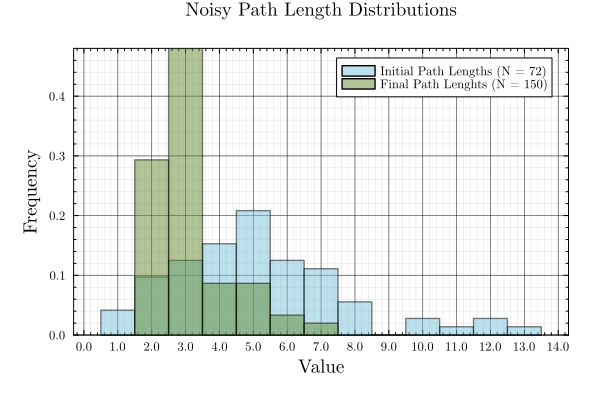 Noisy Path Length Distributions
Initial Path Lengths (N = 72)
Final Path Lenghts (N = 150)
Frequency
0.4
0.3
0.2
0.1
0.0
0.0 1.0 2.0 3.0 4.0 5.0 6.0 7.0 8.0 9.0 10.0 11.0 12.0 13.0 14.0
Value